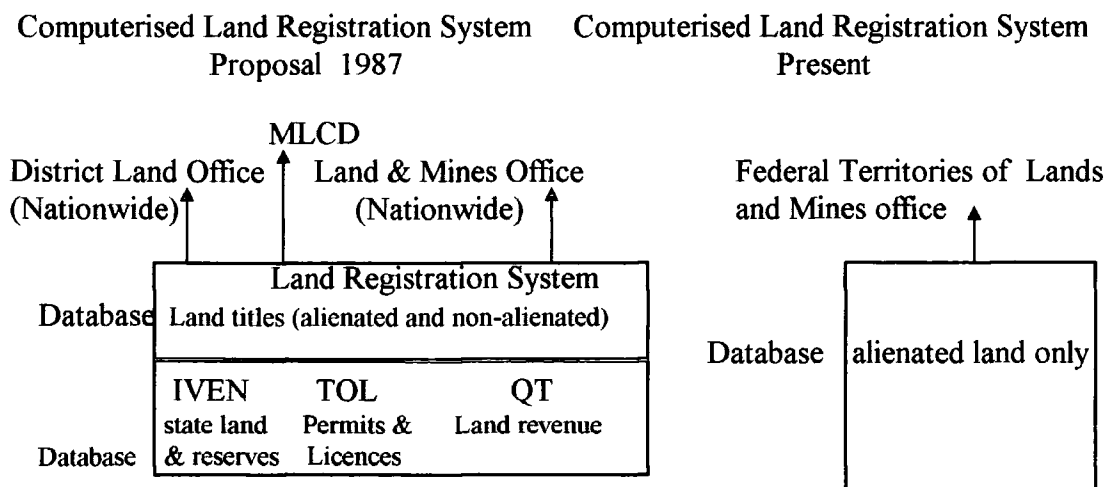 Computerised Land Registration System
Proposal 1987
Computerised Land Registration System
Present
MLCD
District Land Office
(Nationwide)
Land & Mines Office
(Nationwide)
Federal Territories of Lands
and Mines office
Land Registration System
Database
Land titles (alienated and non-alienated)
Database
alienated land only
IVEN
TOL
QT
state land
& reserves
Permits &
Licences
Land revenue
Database